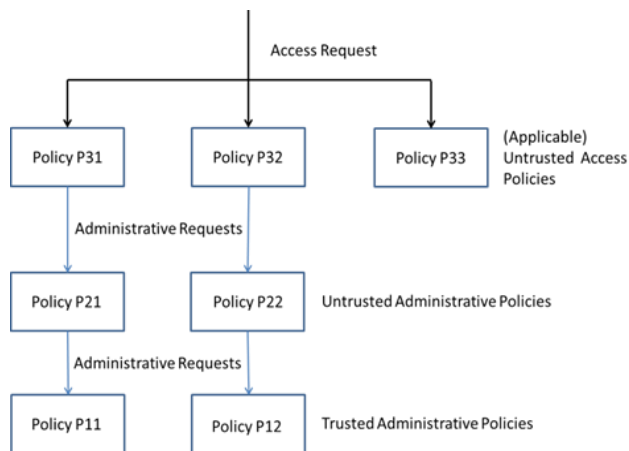 Access Request
Policy P31
Policy P32
Policy P33
(Applicable)
Untrusted Access
Policies
Administrative Requests
Policy P21
Policy P22
Untrusted Administrative Policies
Administrative Requests
Policy P11
Policy P12
Trusted Administrative Policies